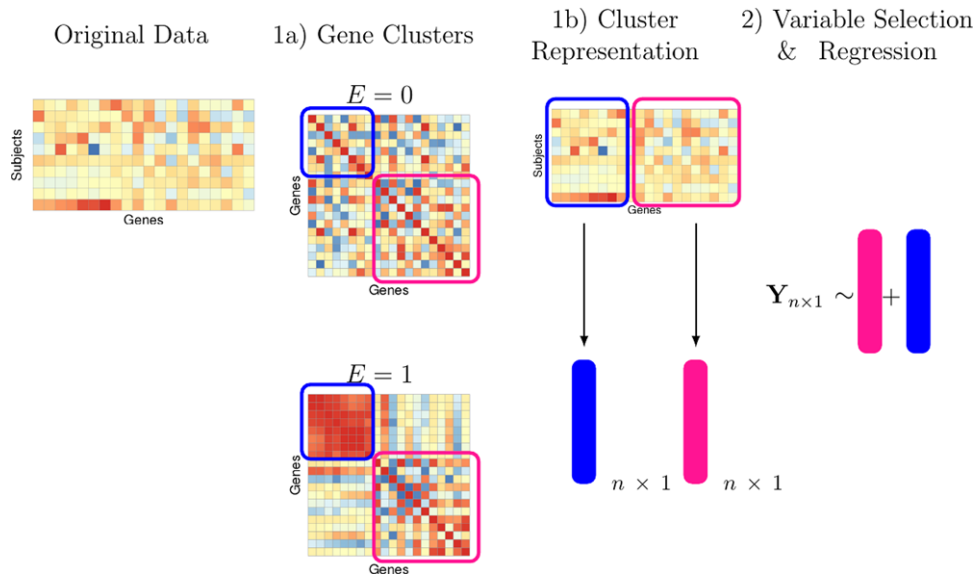 Original Data
1a) Gene Clusters
1b) Cluster
Representation
2) Variable Selection
& Regression
Subjects
Genes
E = 0
Genes
Genes
E = 1
Genes
Genes
Subjects
Genes
n × 1
n × 1
Yn×1 ∼ +